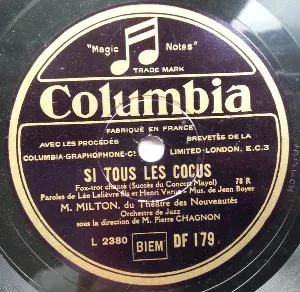 "Magic Notes"
TRADE MARK
Columbia
FABRIQUÉ EN FRANCE
AVEC LES PROCÉDÉS BREVETÉS DE LA
COLUMBIA-GRAPHOPHONE-Cº LIMITED-LONDON. E.C.3
SI TOUS LES COCUS
Fox-trot chanté (Succès du Concert Mayol) 78 R
Paroles de Léo Lelièvre fils et Henri Varna - Mus. de Jean Boyer
M. MILTON, du Théâtre des Nouveautés
Orchestre de Jazz
sous la direction de M. Pierre CHAGNON
L 2380 BIEM DF 179